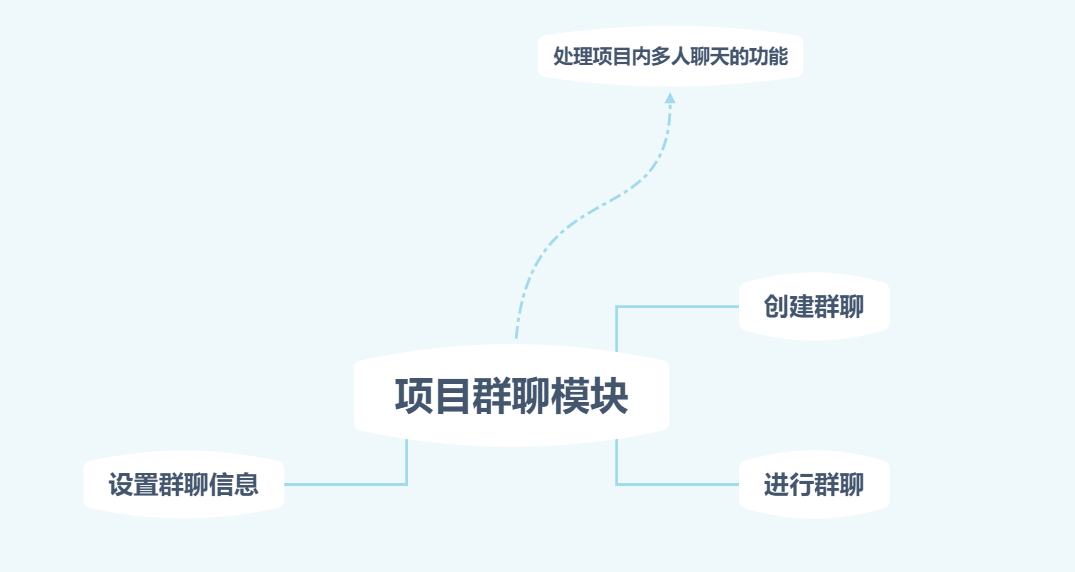 处理项目内多人聊天的功能
创建群聊
项目群聊模块
设置群聊信息
进行群聊